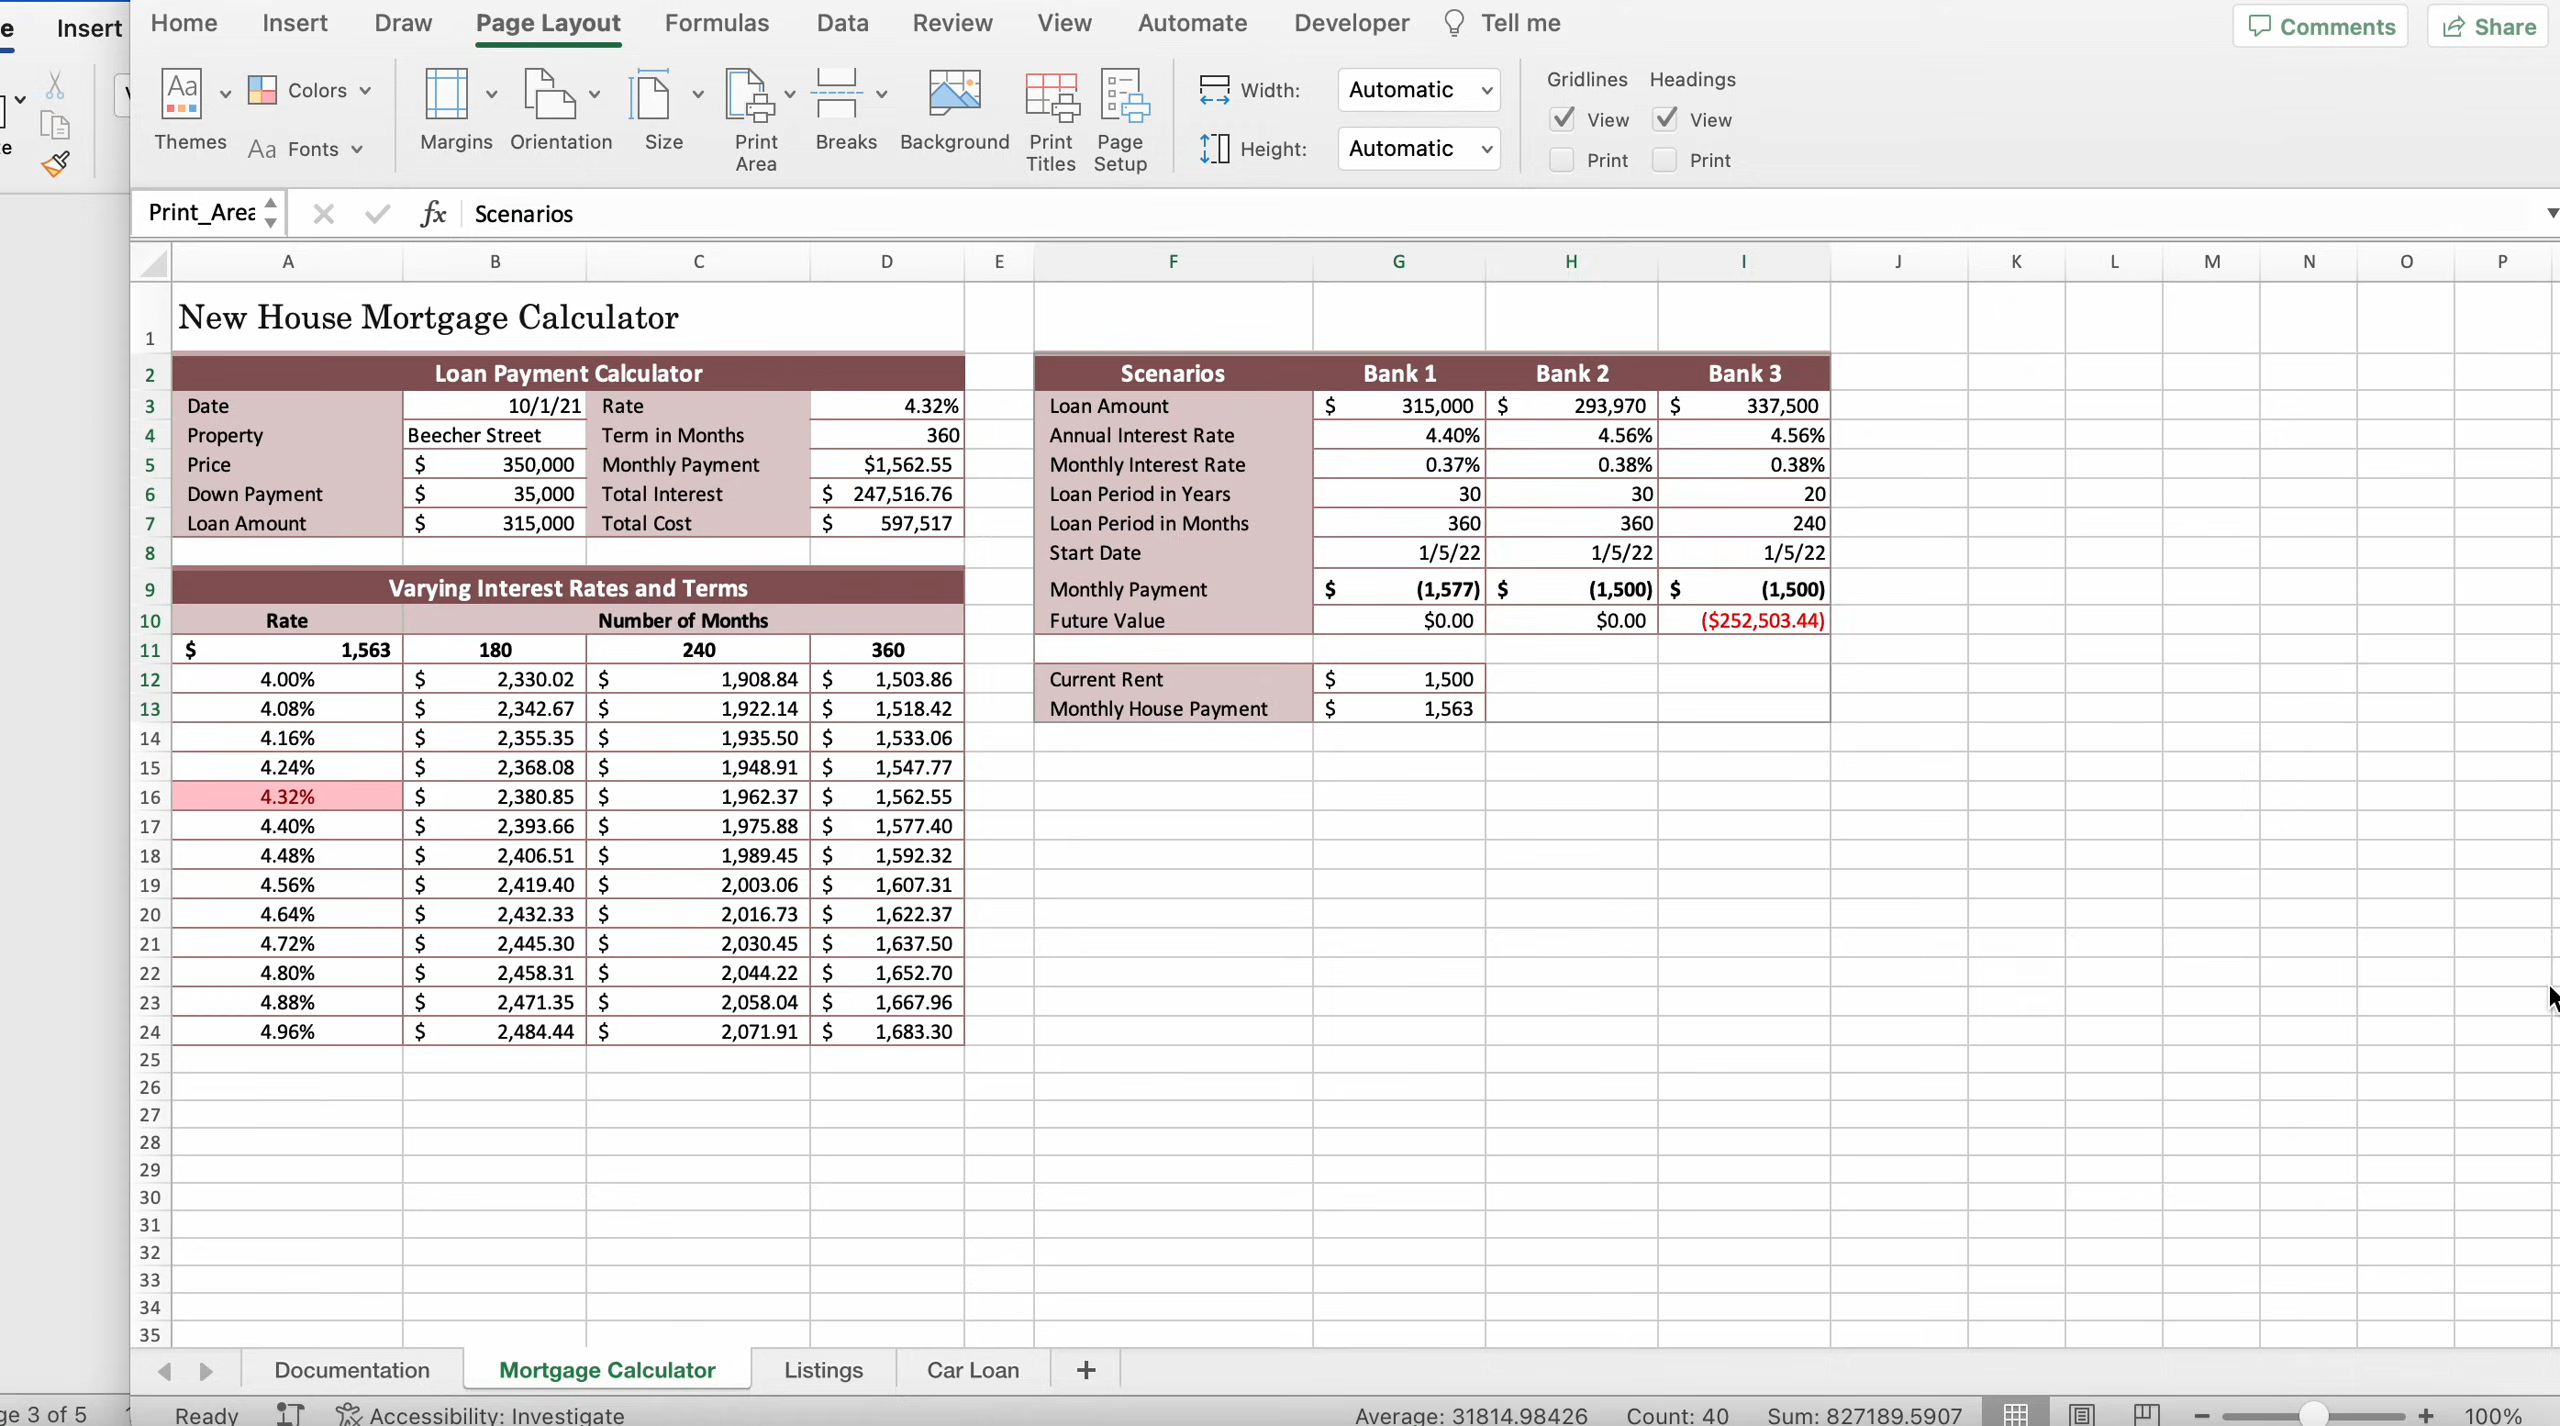 e Insert Home Insert Draw Page Layout Formulas Data Review View Automate Developer Tell me Comments Share
Aa Colors Width: Automatic Gridlines Headings
View View
e Themes Aa Fonts Margins Orientation Size Print Area Breaks Background Print Titles Page Setup Height: Automatic
Print Print
Print_Area fx Scenarios
A B C D E F G H I J K L M N O P
1 New House Mortgage Calculator
2 Loan Payment Calculator Scenarios Bank 1 Bank 2 Bank 3
3 Date 10/1/21 Rate 4.32% Loan Amount $ 315,000 $ 293,970 $ 337,500
4 Property Beecher Street Term in Months 360 Annual Interest Rate 4.40% 4.56% 4.56%
5 Price $ 350,000 Monthly Payment $1,562.55 Monthly Interest Rate 0.37% 0.38% 0.38%
6 Down Payment $ 35,000 Total Interest $ 247,516.76 Loan Period in Years 30 30 20
7 Loan Amount $ 315,000 Total Cost $ 597,517 Loan Period in Months 360 360 240
8 Start Date 1/5/22 1/5/22 1/5/22
9 Varying Interest Rates and Terms Monthly Payment $ (1,577) $ (1,500) $ (1,500)
10 Rate Number of Months Future Value $0.00 $0.00 ($252,503.44)
11 $ 1,563 180 240 360
12 4.00% $ 2,330.02 $ 1,908.84 $ 1,503.86 Current Rent $ 1,500
13 4.08% $ 2,342.67 $ 1,922.14 $ 1,518.42 Monthly House Payment $ 1,563
14 4.16% $ 2,355.35 $ 1,935.50 $ 1,533.06
15 4.24% $ 2,368.08 $ 1,948.91 $ 1,547.77
16 4.32% $ 2,380.85 $ 1,962.37 $ 1,562.55
17 4.40% $ 2,393.66 $ 1,975.88 $ 1,577.40
18 4.48% $ 2,406.51 $ 1,989.45 $ 1,592.32
19 4.56% $ 2,419.40 $ 2,003.06 $ 1,607.31
20 4.64% $ 2,432.33 $ 2,016.73 $ 1,622.37
21 4.72% $ 2,445.30 $ 2,030.45 $ 1,637.50
22 4.80% $ 2,458.31 $ 2,044.22 $ 1,652.70
23 4.88% $ 2,471.35 $ 2,058.04 $ 1,667.96
24 4.96% $ 2,484.44 $ 2,071.91 $ 1,683.30
25
26
27
28
29
30
31
32
33
34
35
Documentation Mortgage Calculator Listings Car Loan +
ge 3 of 5 Ready Accessibility: Investigate Average: 31814.98426 Count: 40 Sum: 827189.5907 100%